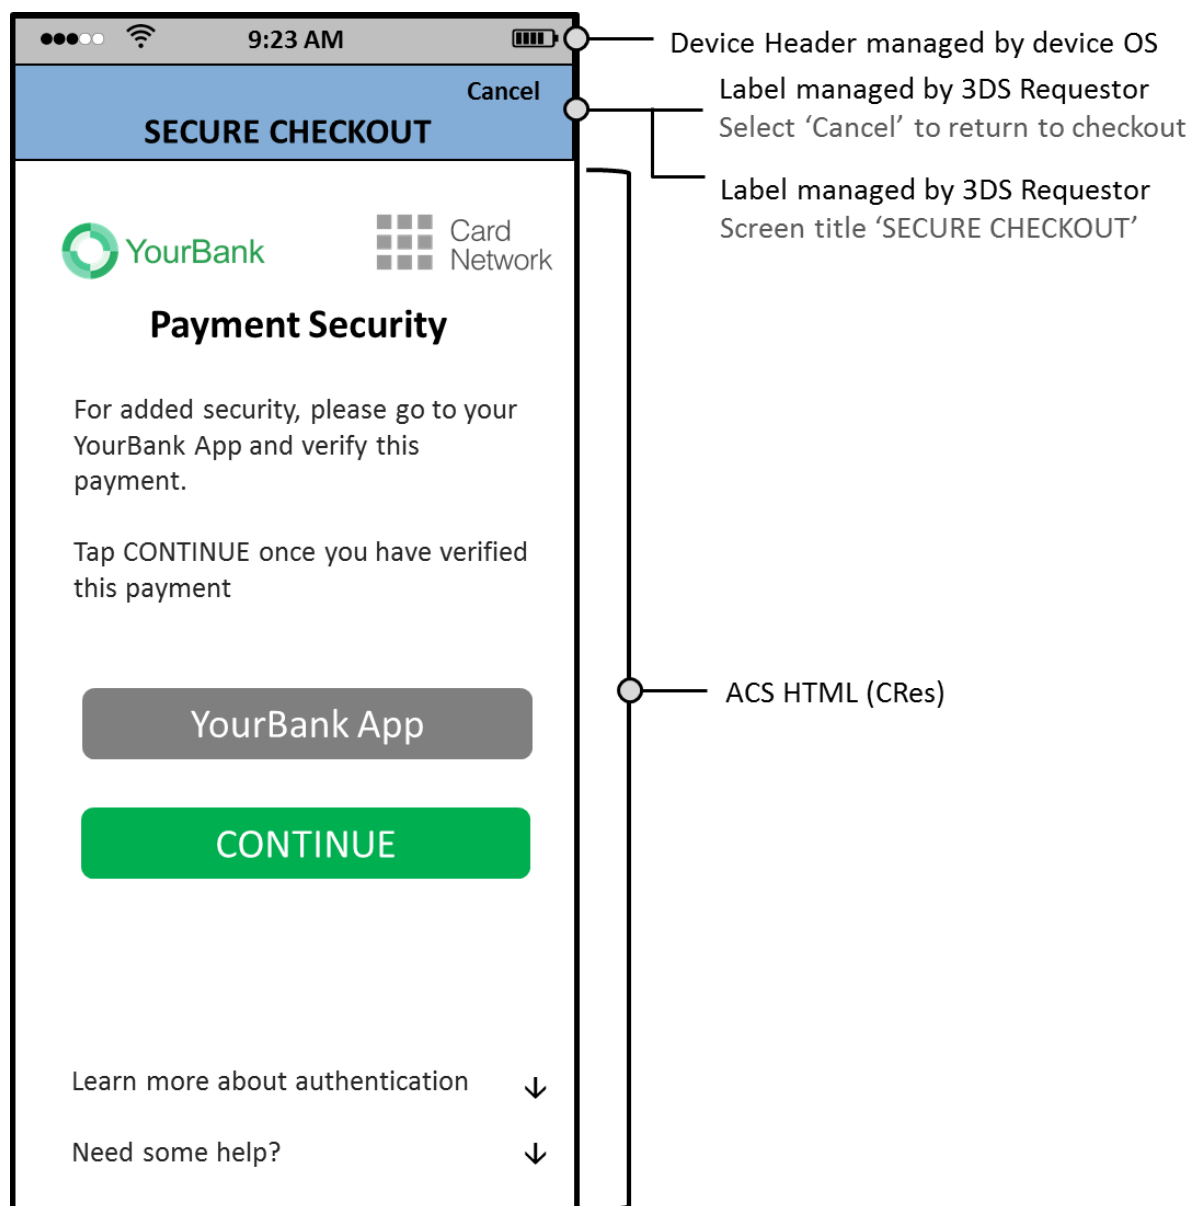 9:23 AM
Device Header managed by device OS
Cancel
Label managed by 3DS Requestor
Select ‘Cancel’ to return to checkout
SECURE CHECKOUT
Label managed by 3DS Requestor
Screen title ‘SECURE CHECKOUT’
YourBank
Card
Network
Payment Security
For added security, please go to your
YourBank App and verify this
payment.
Tap CONTINUE once you have verified
this payment
ACS HTML (CRes)
YourBank App
CONTINUE
Learn more about authentication
Need some help?